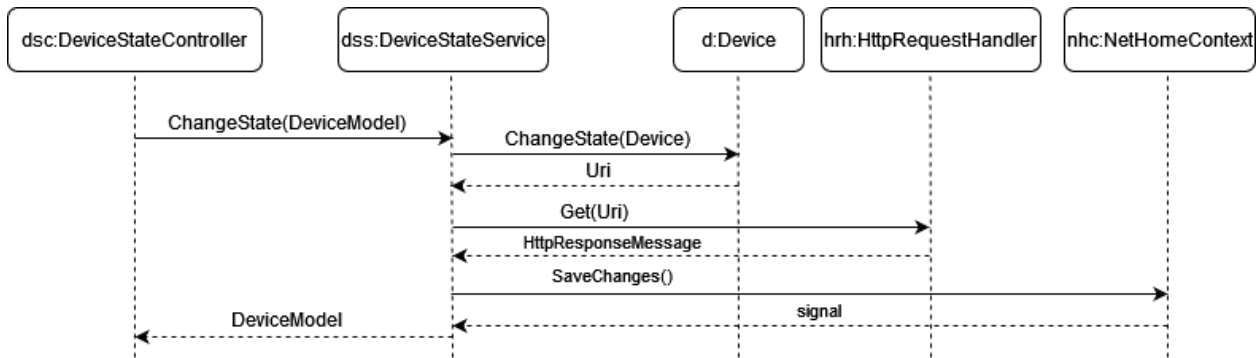 dsc:DeviceStateController
dss:DeviceStateService
d:Device
hrh:HttpRequestHandler
nhc:NetHomeContext
ChangeState(DeviceModel)
ChangeState(Device)
Uri
Get(Uri)
HttpResponseMessage
SaveChanges()
signal
DeviceModel